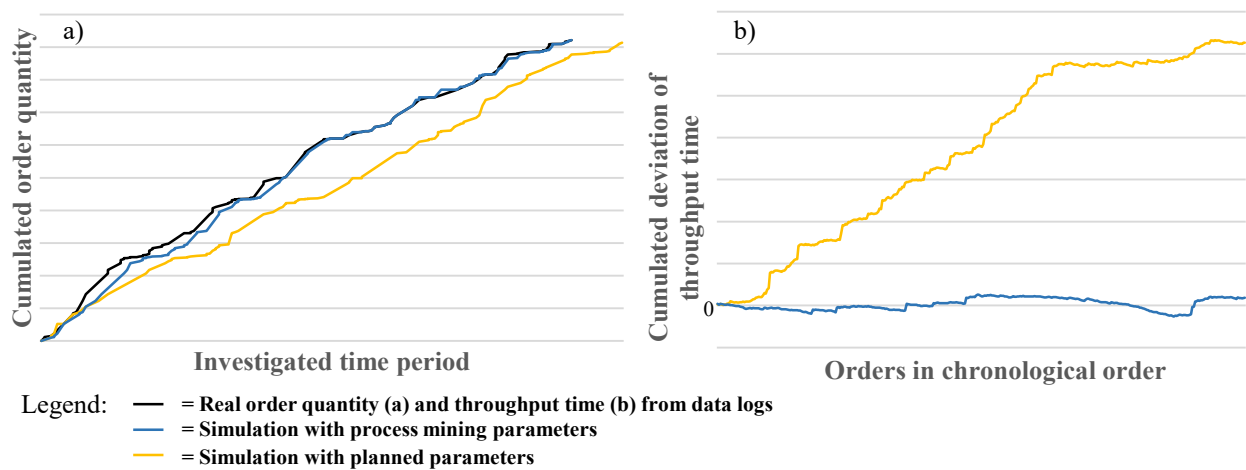 a)
Cumulated order quantity
Investigated time period
b)
Cumulated deviation of
throughput time
0
Orders in chronological order
Legend:
= Real order quantity (a) and throughput time (b) from data logs
= Simulation with process mining parameters
= Simulation with planned parameters